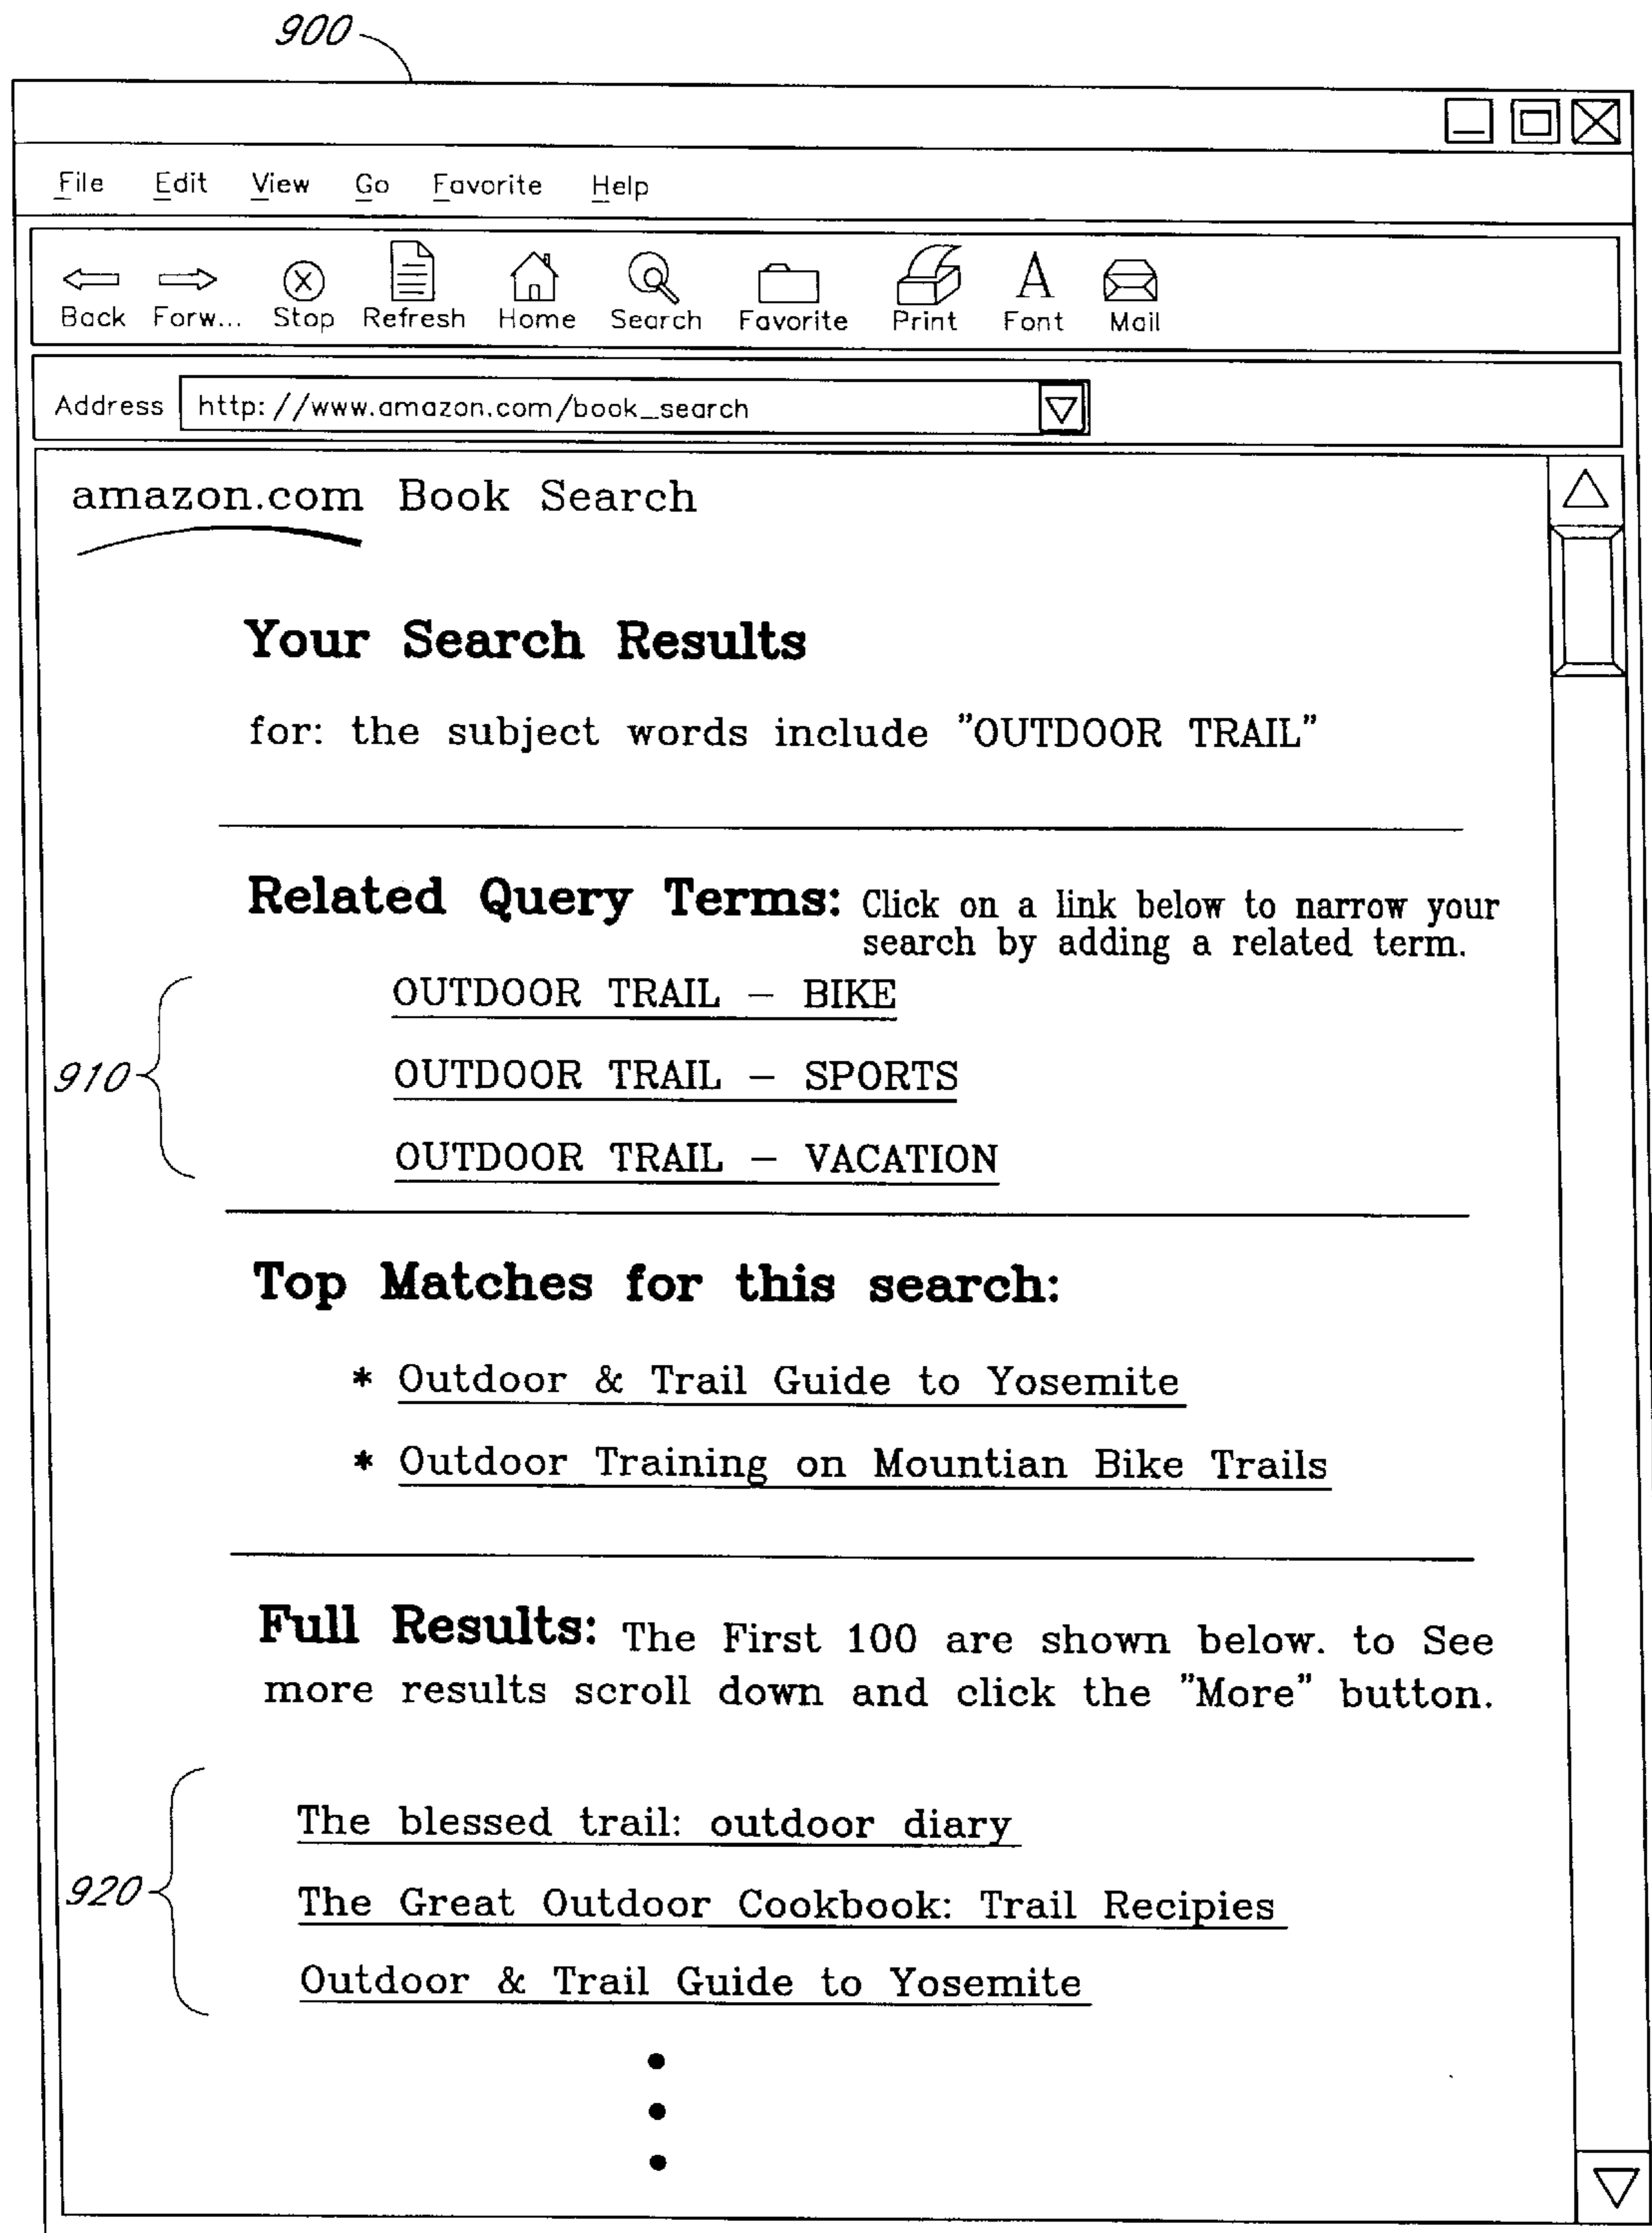 900
File Edit View Go Favorite Help
Back Forw... Stop Refresh Home Search Favorite Print Font Mail
Address http://www.amazon.com/book_search
amazon.com Book Search
Your Search Results
for: the subject words include "OUTDOOR TRAIL"
Related Query Terms: Click on a link below to narrow your
search by adding a related term.
OUTDOOR TRAIL – BIKE
910
OUTDOOR TRAIL – SPORTS
OUTDOOR TRAIL – VACATION
Top Matches for this search:
* Outdoor & Trail Guide to Yosemite
* Outdoor Training on Mountian Bike Trails
Full Results: The First 100 are shown below. to See
more results scroll down and click the "More" button.
The blessed trail: outdoor diary
920
The Great Outdoor Cookbook: Trail Recipies
Outdoor & Trail Guide to Yosemite